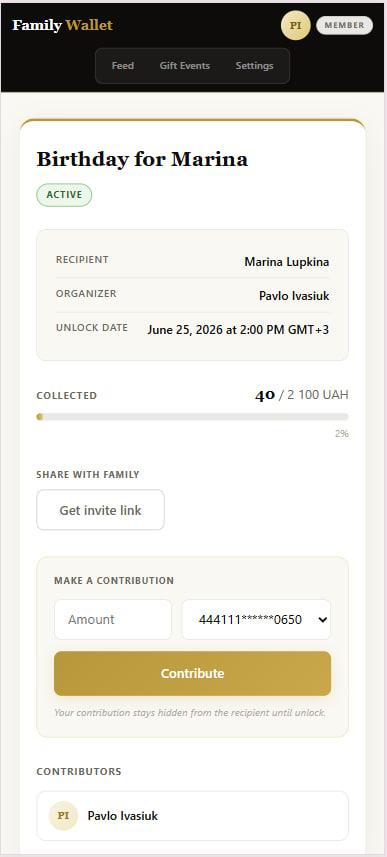 Family Wallet
PI
MEMBER
Feed Gift Events Settings
Birthday for Marina
ACTIVE
RECIPIENT Marina Lupkina
ORGANIZER Pavlo Ivasiuk
UNLOCK DATE June 25, 2026 at 2:00 PM GMT+3
COLLECTED 40 / 2 100 UAH
2%
SHARE WITH FAMILY
Get invite link
MAKE A CONTRIBUTION
Amount 444111******0650
Contribute
Your contribution stays hidden from the recipient until unlock.
CONTRIBUTORS
PI Pavlo Ivasiuk